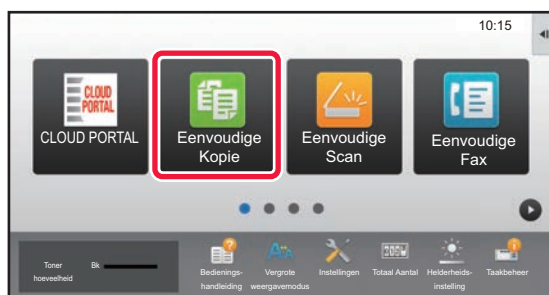 10:15
CLOUD
PORTAL
CLOUD PORTAL
Eenvoudige
Kopie
Eenvoudige
Scan
Eenvoudige
Fax
Toner
hoeveelheid
Bk
Bedienings-
handleiding
Vergrote
weergavemodus
Instellingen
Totaal Aantal
Helderheids-
instelling
Taakbeheer